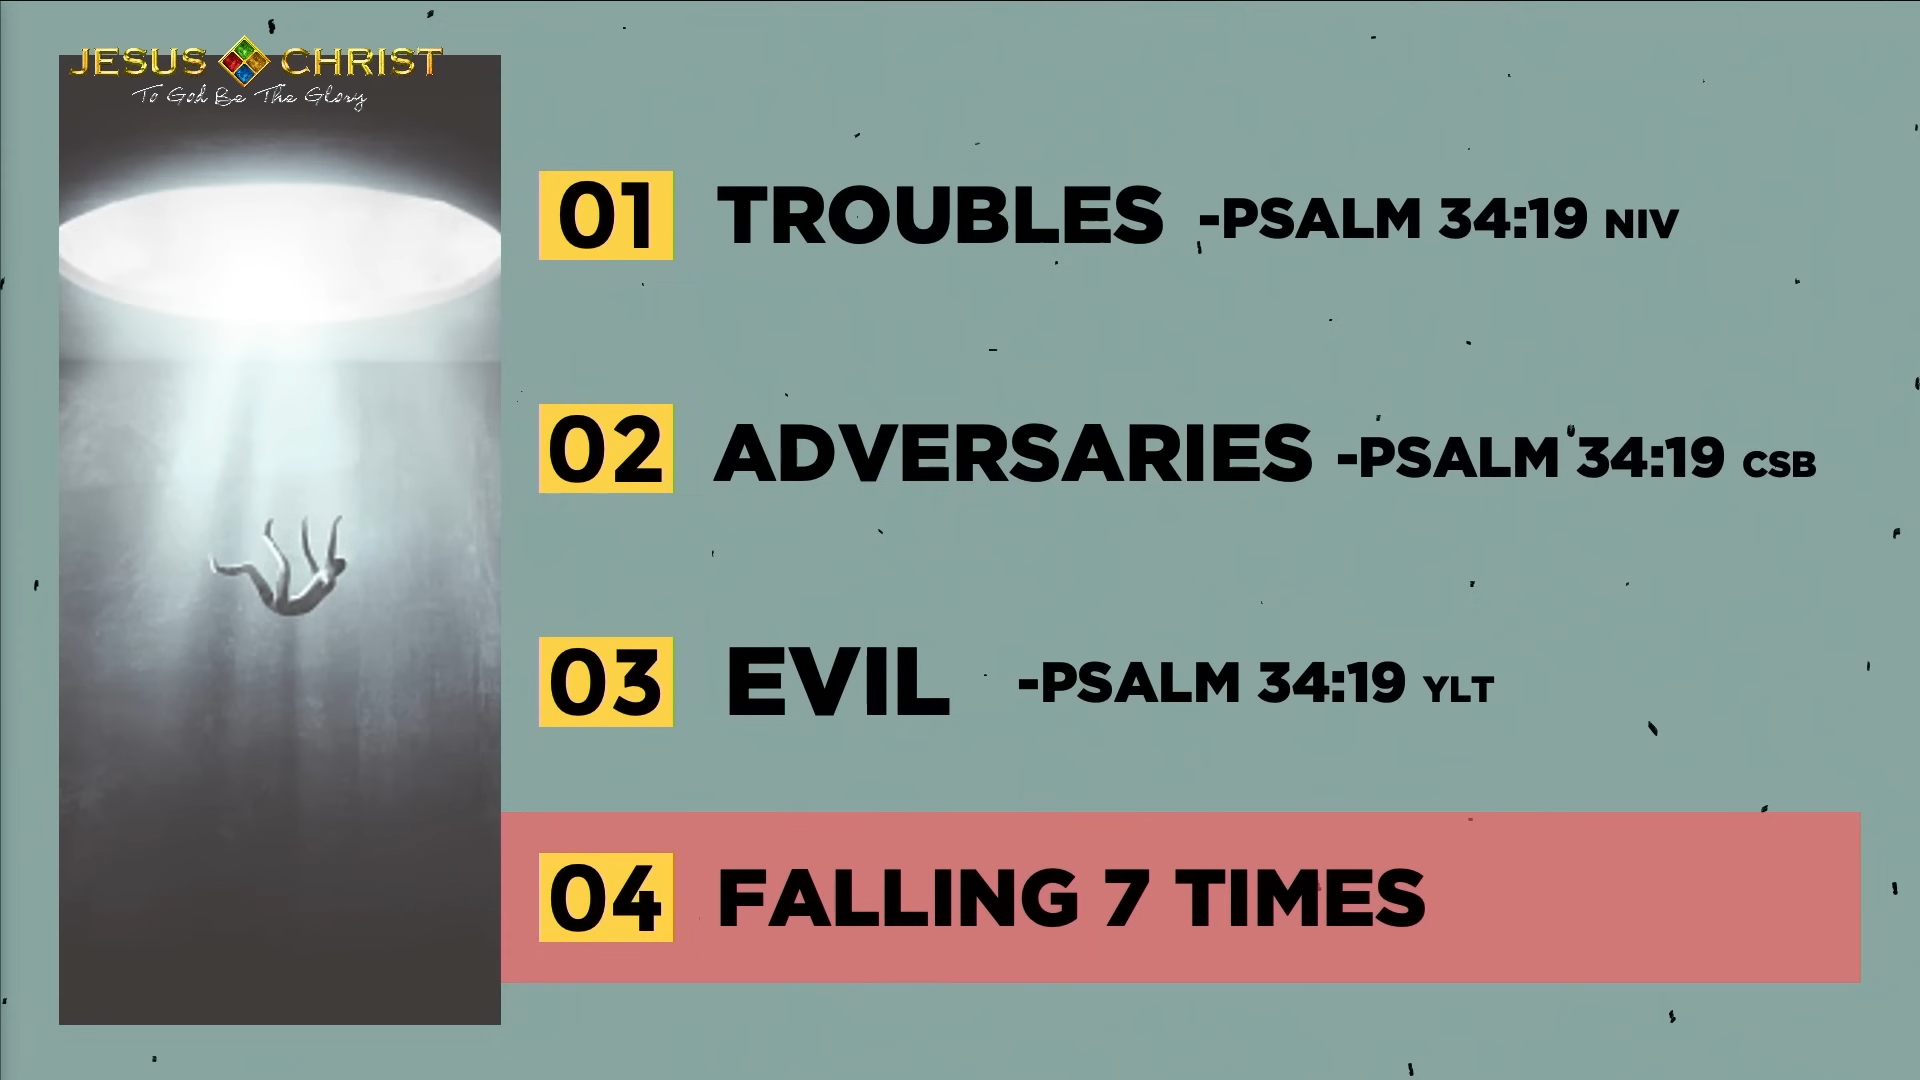 JESUS CHRIST
To God Be The Glory
01 TROUBLES -PSALM 34:19 NIV
02 ADVERSARIES -PSALM 34:19 CSB
03 EVIL -PSALM 34:19 YLT
04 FALLING 7 TIMES